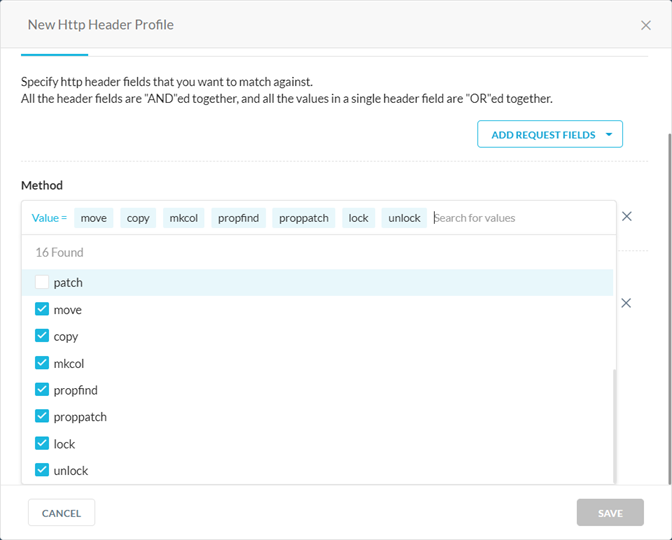 New Http Header Profile
Specify http header fields that you want to match against.
All the header fields are "AND"ed together, and all the values in a single header field are "OR"ed together.
ADD REQUEST FIELDS
Method
Value = move copy mkcol propfind proppatch lock unlock Search for values
16 Found
patch
move
copy
mkcol
propfind
proppatch
lock
unlock
CANCEL SAVE